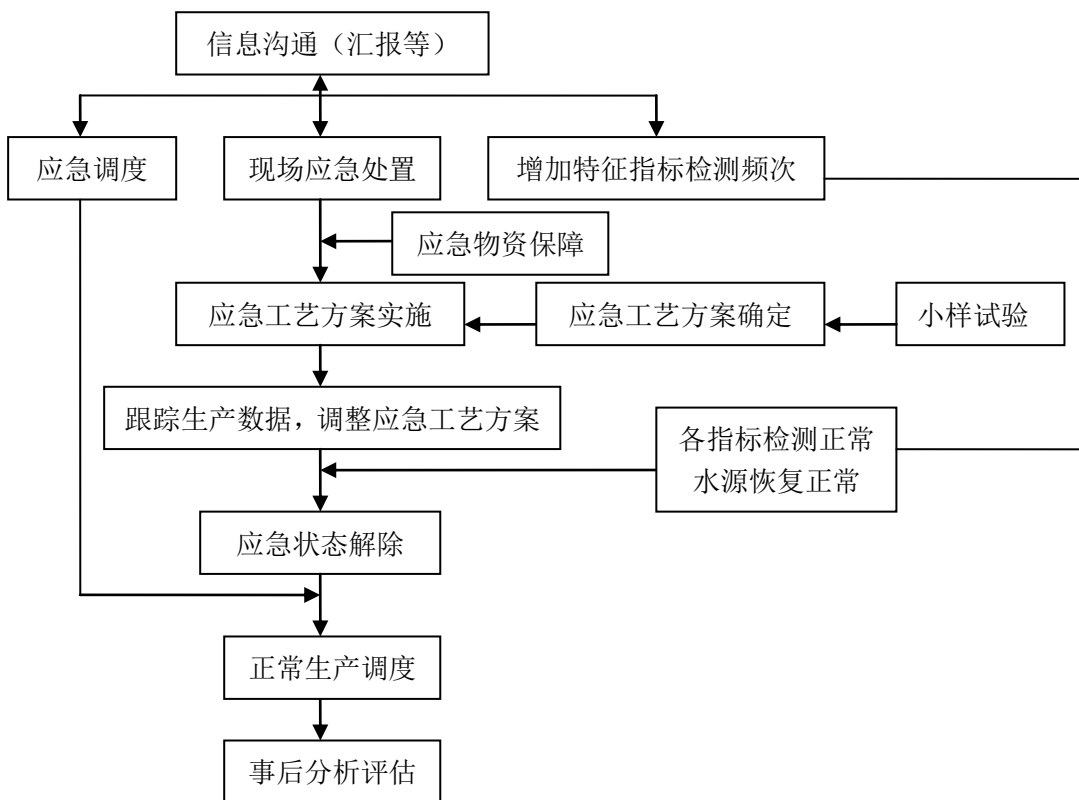 信息沟通（汇报等）
应急调度
现场应急处置
增加特征指标检测频次
应急物资保障
应急工艺方案实施
应急工艺方案确定
小样试验
跟踪生产数据，调整应急工艺方案
各指标检测正常
水源恢复正常
应急状态解除
正常生产调度
事后分析评估